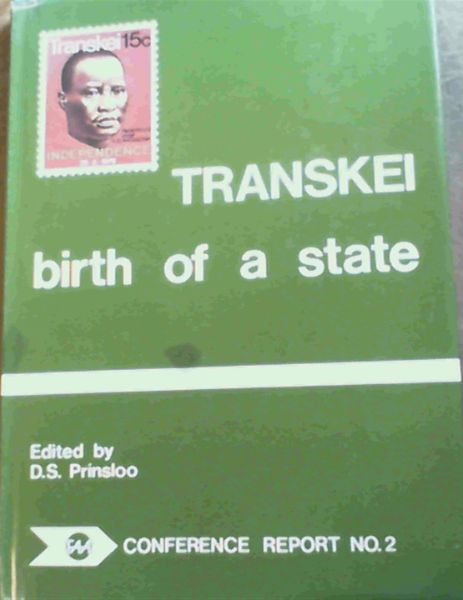 Transkei 15c
INDEPENDENCE
TRANSKEI
birth of a state
Edited by
D.S. Prinsloo
CONFERENCE REPORT NO.2